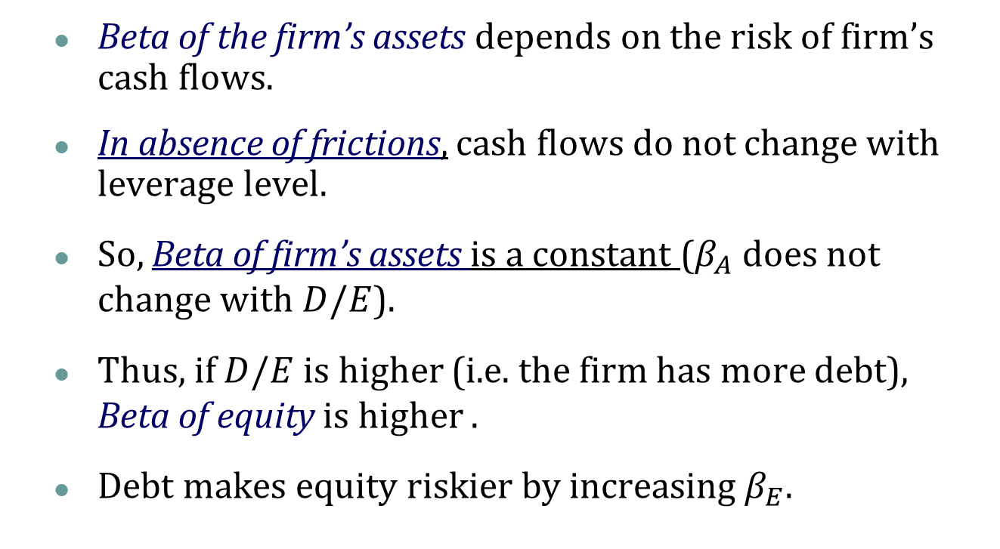 • Beta of the firm’s assets depends on the risk of firm’s
cash flows.
• In absence of frictions, cash flows do not change with
leverage level.
• So, Beta of firm’s assets is a constant (β_A does not
change with D/E).
• Thus, if D/E is higher (i.e. the firm has more debt),
Beta of equity is higher .
• Debt makes equity riskier by increasing β_E.